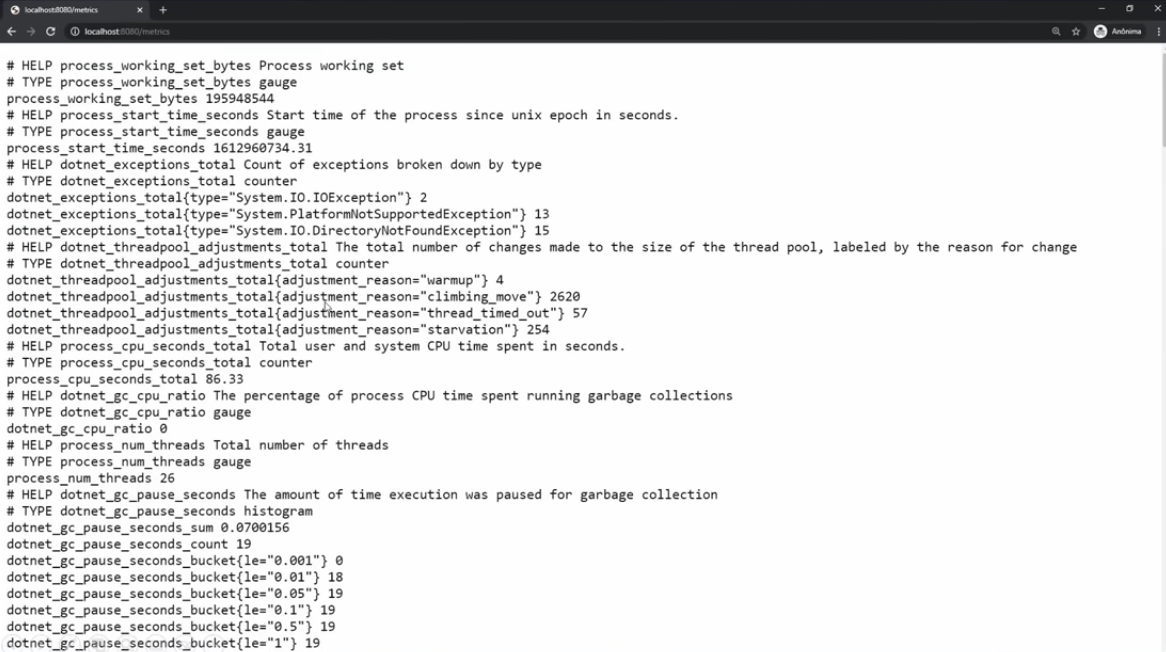 localhost:8080/metrics
localhost:8080/metrics
Anônima
# HELP process_working_set_bytes Process working set
# TYPE process_working_set_bytes gauge
process_working_set_bytes 195948544
# HELP process_start_time_seconds Start time of the process since unix epoch in seconds.
# TYPE process_start_time_seconds gauge
process_start_time_seconds 1612960734.31
# HELP dotnet_exceptions_total Count of exceptions broken down by type
# TYPE dotnet_exceptions_total counter
dotnet_exceptions_total{type="System.IO.IOException"} 2
dotnet_exceptions_total{type="System.PlatformNotSupportedException"} 13
dotnet_exceptions_total{type="System.IO.DirectoryNotFoundException"} 15
# HELP dotnet_threadpool_adjustments_total The total number of changes made to the size of the thread pool, labeled by the reason for change
# TYPE dotnet_threadpool_adjustments_total counter
dotnet_threadpool_adjustments_total{adjustment_reason="warmup"} 4
dotnet_threadpool_adjustments_total{adjustment_reason="climbing_move"} 2620
dotnet_threadpool_adjustments_total{adjustment_reason="thread_timed_out"} 57
dotnet_threadpool_adjustments_total{adjustment_reason="starvation"} 254
# HELP process_cpu_seconds_total Total user and system CPU time spent in seconds.
# TYPE process_cpu_seconds_total counter
process_cpu_seconds_total 86.33
# HELP dotnet_gc_cpu_ratio The percentage of process CPU time spent running garbage collections
# TYPE dotnet_gc_cpu_ratio gauge
dotnet_gc_cpu_ratio 0
# HELP process_num_threads Total number of threads
# TYPE process_num_threads gauge
process_num_threads 26
# HELP dotnet_gc_pause_seconds The amount of time execution was paused for garbage collection
# TYPE dotnet_gc_pause_seconds histogram
dotnet_gc_pause_seconds_sum 0.0700156
dotnet_gc_pause_seconds_count 19
dotnet_gc_pause_seconds_bucket{le="0.001"} 0
dotnet_gc_pause_seconds_bucket{le="0.01"} 18
dotnet_gc_pause_seconds_bucket{le="0.05"} 19
dotnet_gc_pause_seconds_bucket{le="0.1"} 19
dotnet_gc_pause_seconds_bucket{le="0.5"} 19
dotnet_gc_pause_seconds_bucket{le="1"} 19